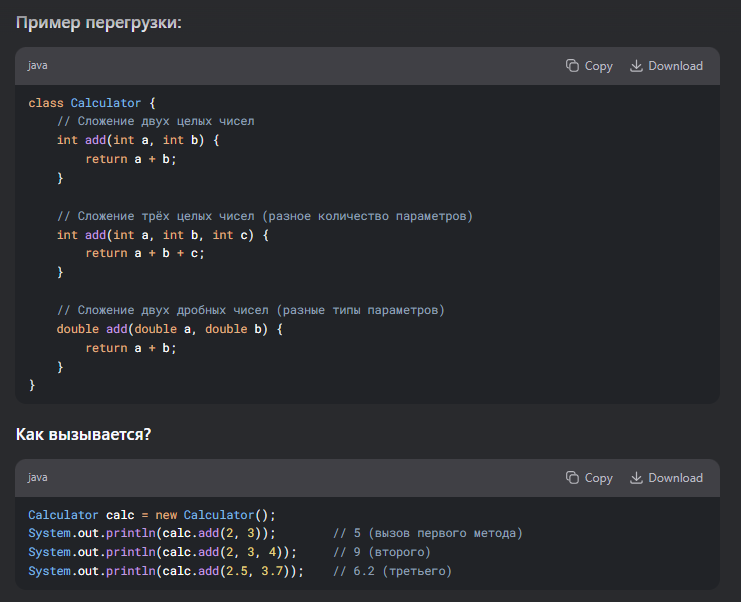 Пример перегрузки:
java
Copy
Download
class Calculator {
    // Сложение двух целых чисел
    int add(int a, int b) {
        return a + b;
    }

    // Сложение трёх целых чисел (разное количество параметров)
    int add(int a, int b, int c) {
        return a + b + c;
    }

    // Сложение двух дробных чисел (разные типы параметров)
    double add(double a, double b) {
        return a + b;
    }
}
Как вызывается?
java
Copy
Download
Calculator calc = new Calculator();
System.out.println(calc.add(2, 3));        // 5 (вызов первого метода)
System.out.println(calc.add(2, 3, 4));     // 9 (второго)
System.out.println(calc.add(2.5, 3.7));    // 6.2 (третьего)